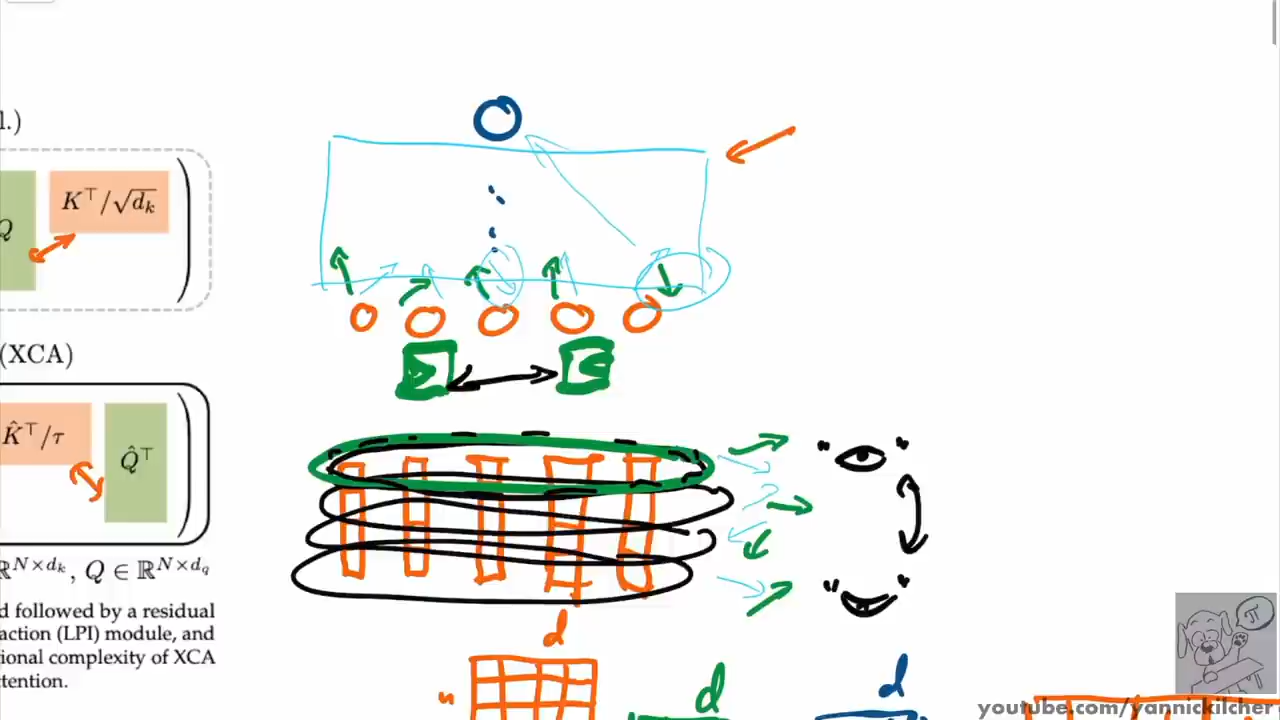 l.)
Q
K⊤/√dk
(XCA)
K̂⊤/τ
Q̂⊤
ℝN×dk, Q ∈ ℝN×dq
d followed by a residual
action (LPI) module, and
ional complexity of XCA
tention.
" "
" "
d
n
d
d
π
youtube.com/yannickilcher